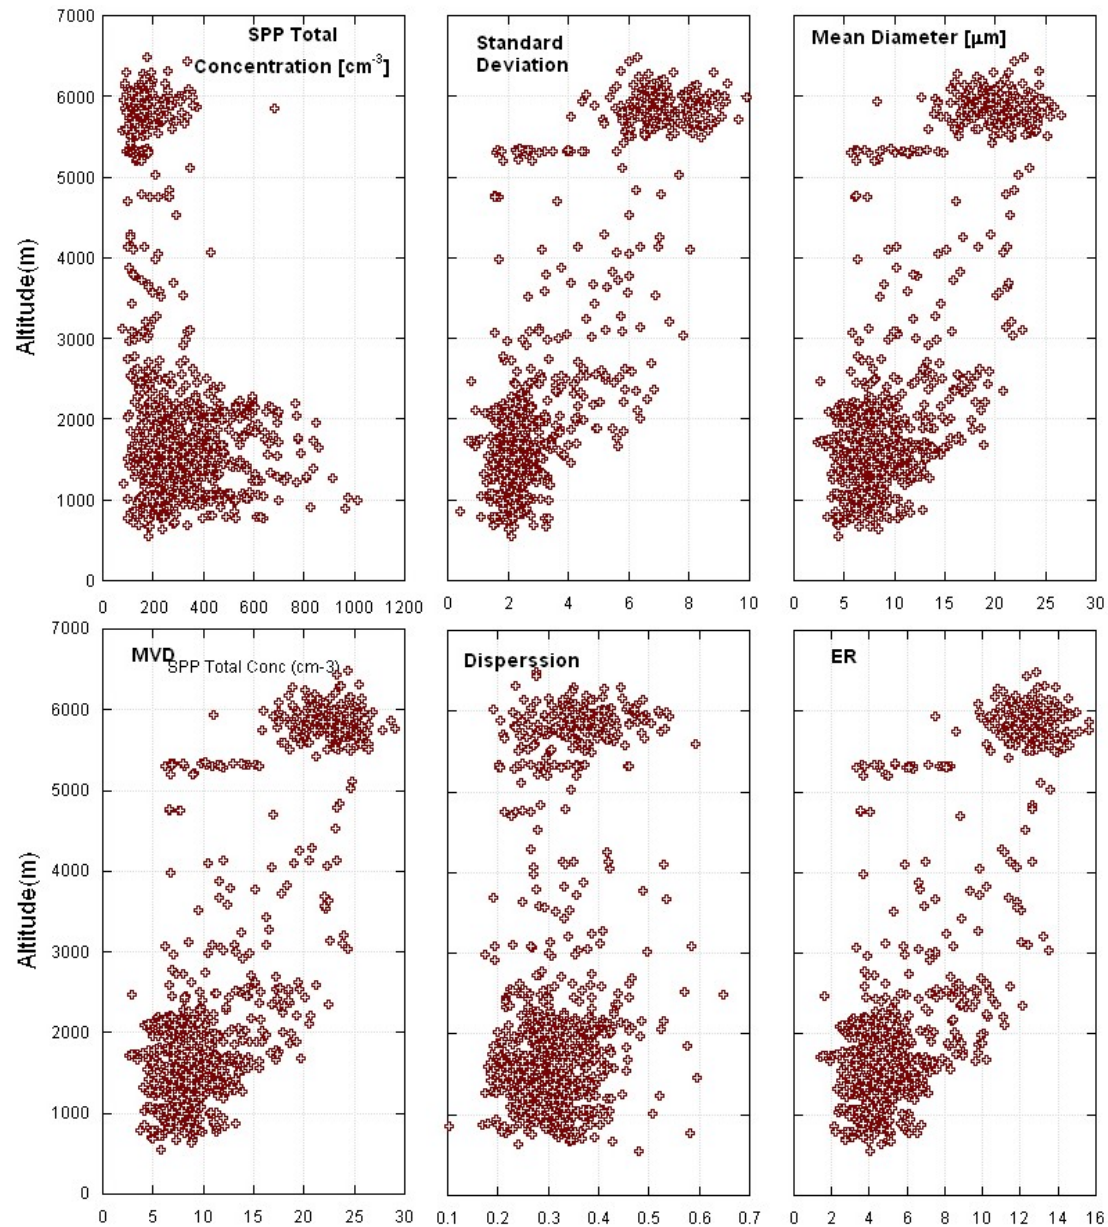 7000
6000
5000
4000
3000
2000
1000
0
Altitude(m)
SPP Total
Concentration [cm-3]
0 200 400 600 800 1000 1200
Standard
Deviation
0 2 4 6 8 10
Mean Diameter [μm]
0 5 10 15 20 25 30
7000
6000
5000
4000
3000
2000
1000
0
Altitude(m)
MVD
SPP Total Conc (cm-3)
0 5 10 15 20 25 30
Disperssion
0.1 0.2 0.3 0.4 0.5 0.6 0.7
ER
0 2 4 6 8 10 12 14 16